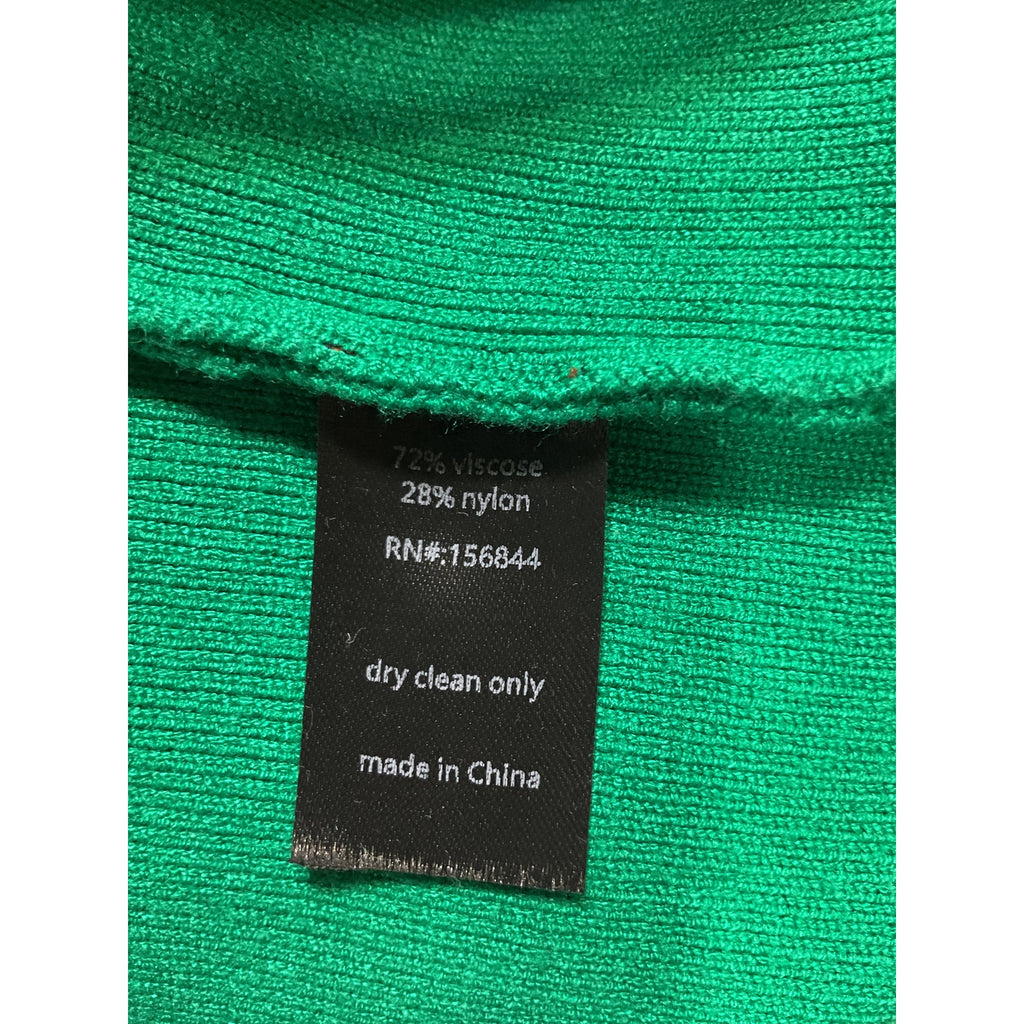 72% viscose
28% nylon
RN#:156844
dry clean only
made in China